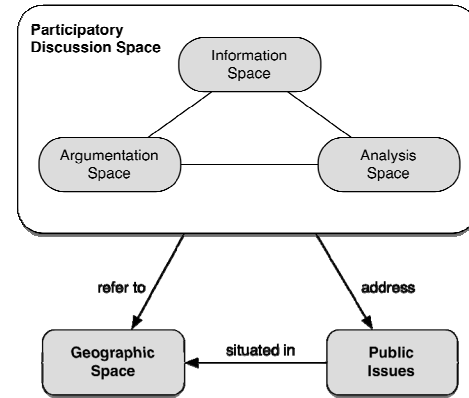 Participatory
Discussion Space
Information
Space
Argumentation
Space
Analysis
Space
refer to
address
Geographic
Space
situated in
Public
Issues